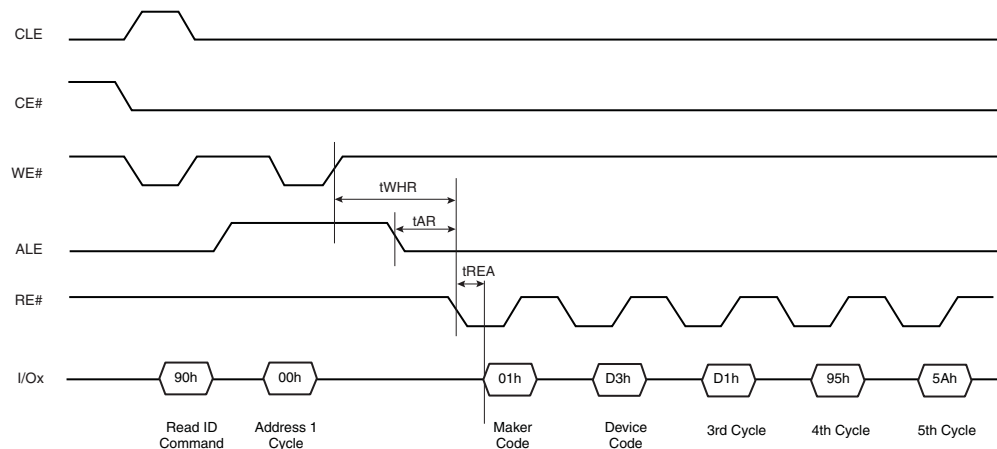 CLE
CE#
WE#
tWHR
tAR
ALE
tREA
RE#
I/Ox
90h
00h
01h
D3h
D1h
95h
5Ah
Read ID
Command
Address 1
Cycle
Maker
Code
Device
Code
3rd Cycle
4th Cycle
5th Cycle